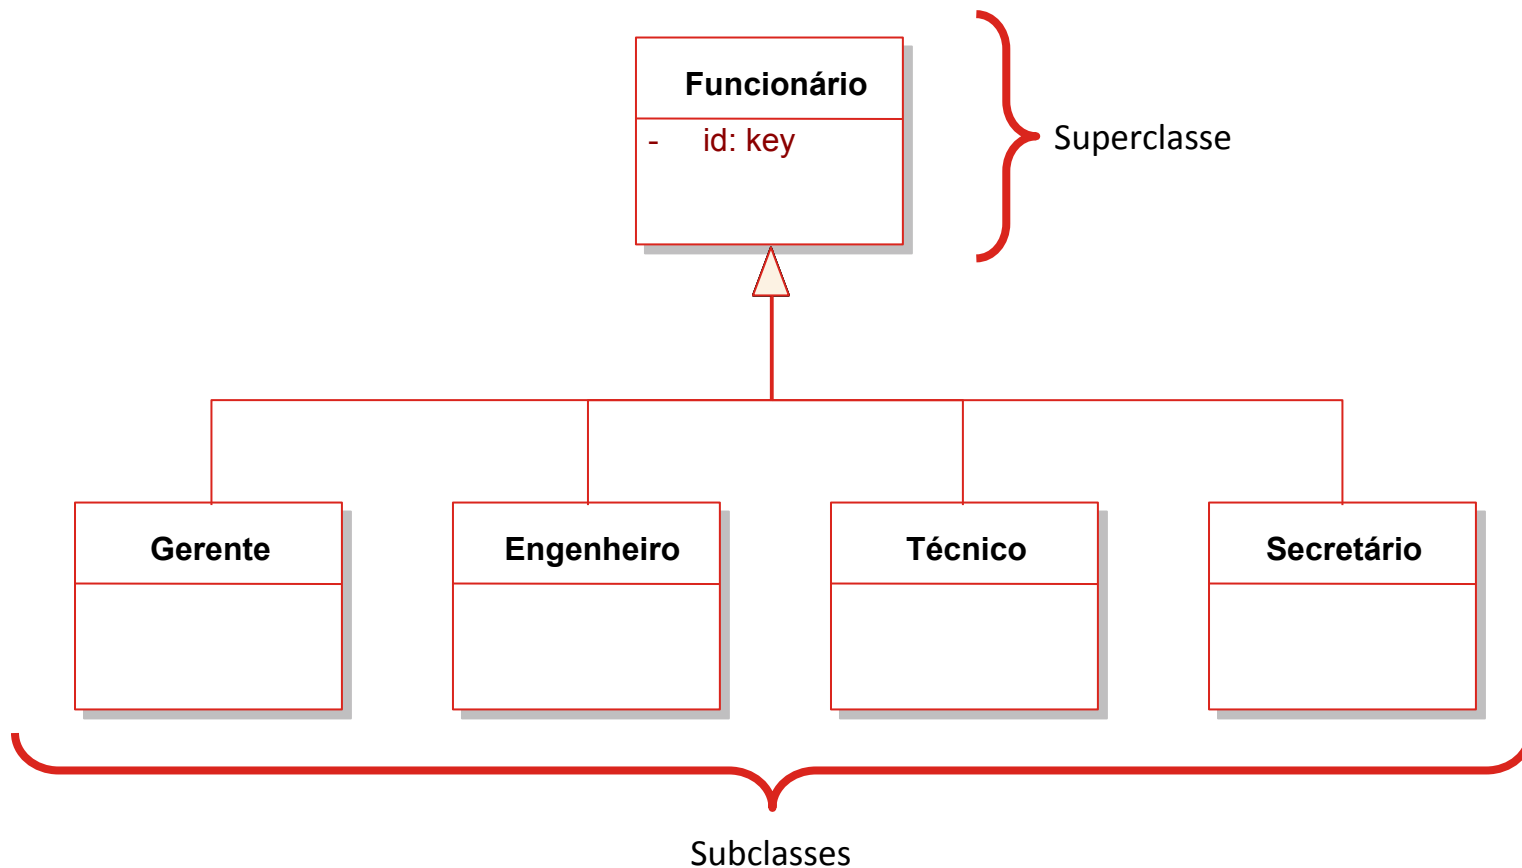 Funcionário
- id: key
Superclasse
Gerente
Engenheiro
Técnico
Secretário
Subclasses